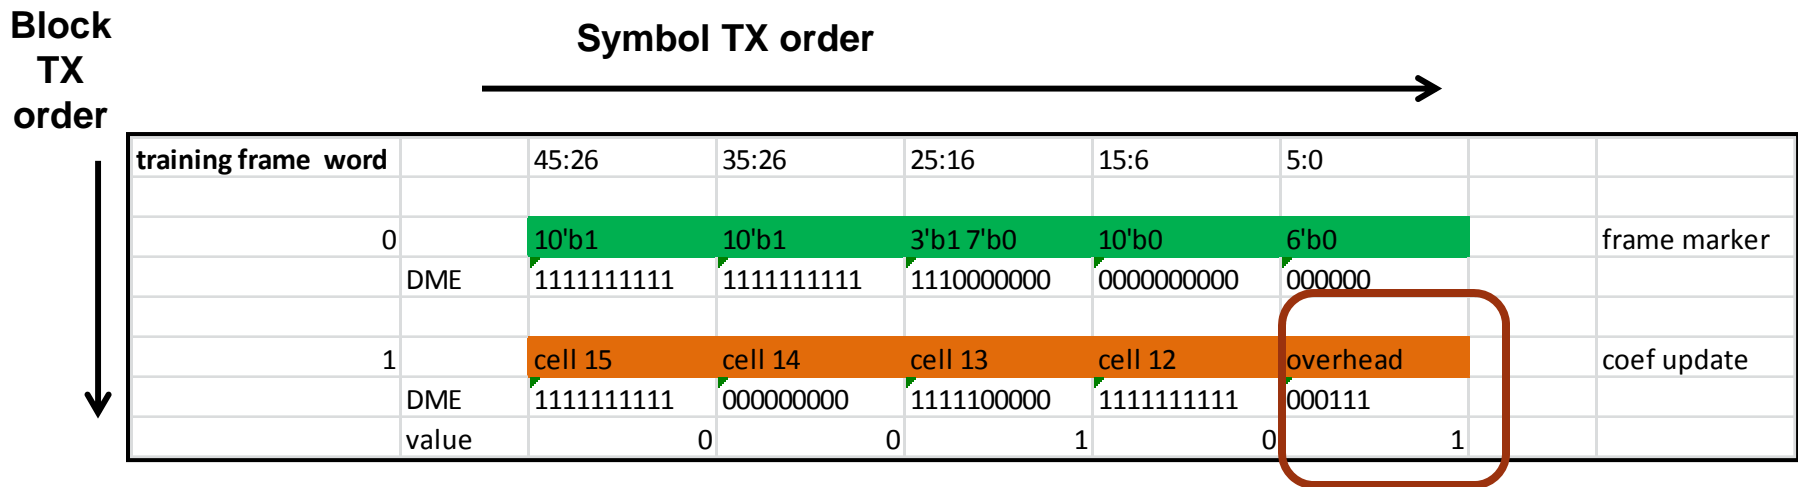 Block
TX
order
Symbol TX order
training frame word 45:26 35:26 25:16 15:6 5:0
0 10'b1 10'b1 3'b1 7'b0 10'b0 6'b0 frame marker
DME 1111111111 1111111111 1110000000 0000000000 000000
1 cell 15 cell 14 cell 13 cell 12 overhead coef update
DME 1111111111 000000000 1111100000 1111111111 000111
value 0 0 1 0 1